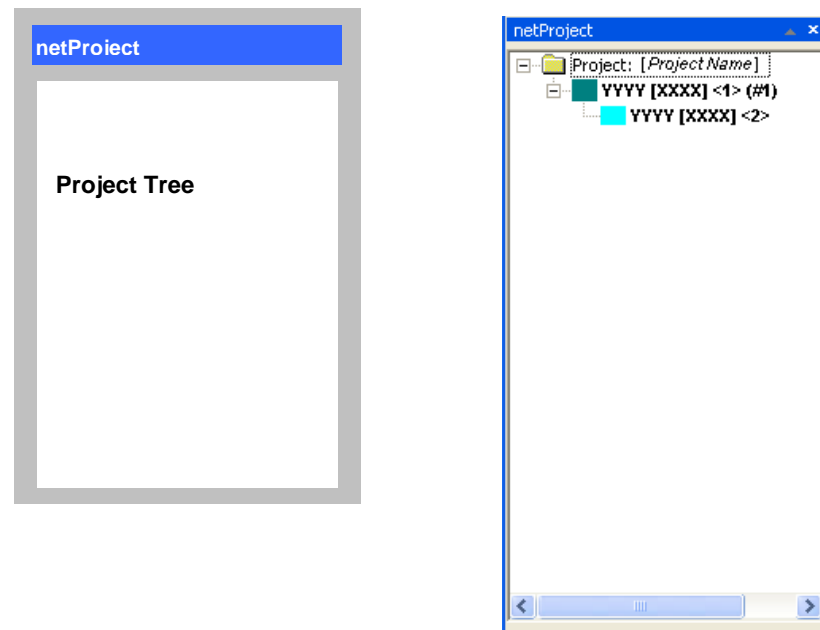 netProiect
Project Tree
netProject
Project: [Project Name]
YYYY [XXXX] <1> (#1)
YYYY [XXXX] <2>